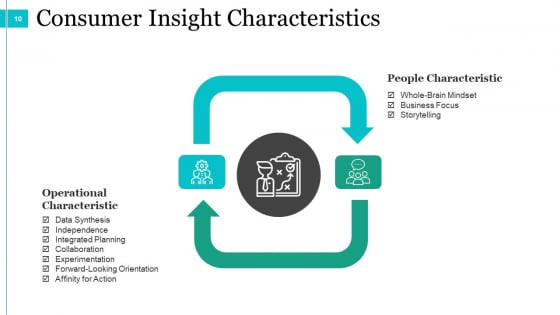 10
Consumer Insight Characteristics
People Characteristic
Whole-Brain Mindset
Business Focus
Storytelling
Operational
Characteristic
Data Synthesis
Independence
Integrated Planning
Collaboration
Experimentation
Forward-Looking Orientation
Affinity for Action